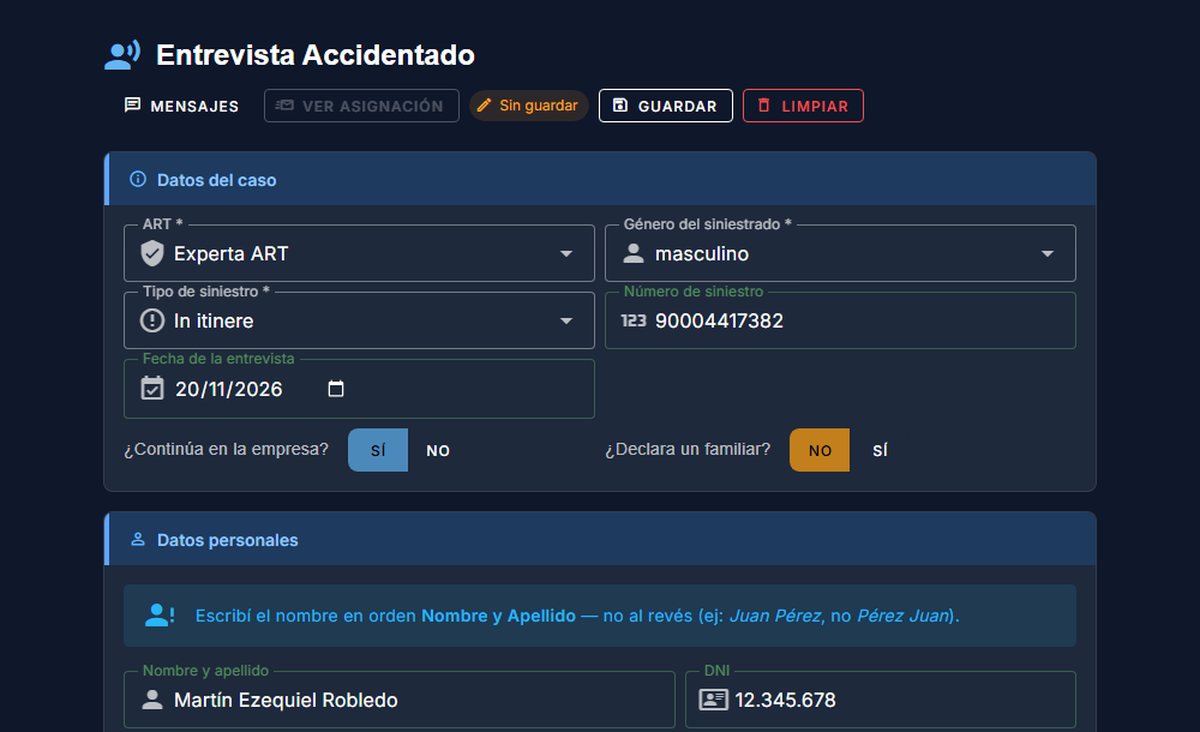 Entrevista Accidentado
MENSAJES VER ASIGNACIÓN Sin guardar GUARDAR LIMPIAR
Datos del caso
ART * Género del siniestrado *
Experta ART masculino
Tipo de siniestro * Número de siniestro
In itinere 123 90004417382
Fecha de la entrevista
20/11/2026
¿Continúa en la empresa? SÍ NO ¿Declara un familiar? NO SÍ
Datos personales
Escribí el nombre en orden Nombre y Apellido — no al revés (ej: Juan Pérez, no Pérez Juan).
Nombre y apellido DNI
Martín Ezequiel Robledo 12.345.678